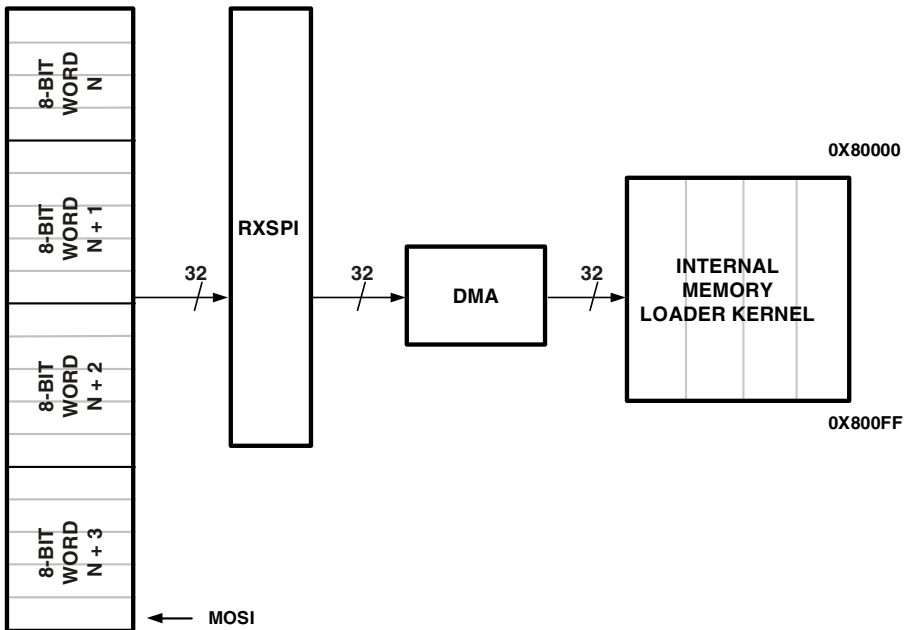 8-BIT
WORD
N
8-BIT
WORD
N + 1
8-BIT
WORD
N + 2
8-BIT
WORD
N + 3
MOSI
32
RXSPI
32
DMA
32
0X80000
INTERNAL
MEMORY
LOADER KERNEL
0X800FF